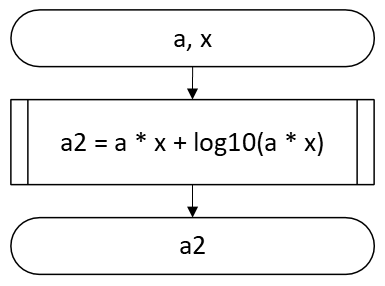 a, x
a2 = a * x + log10(a * x)
a2